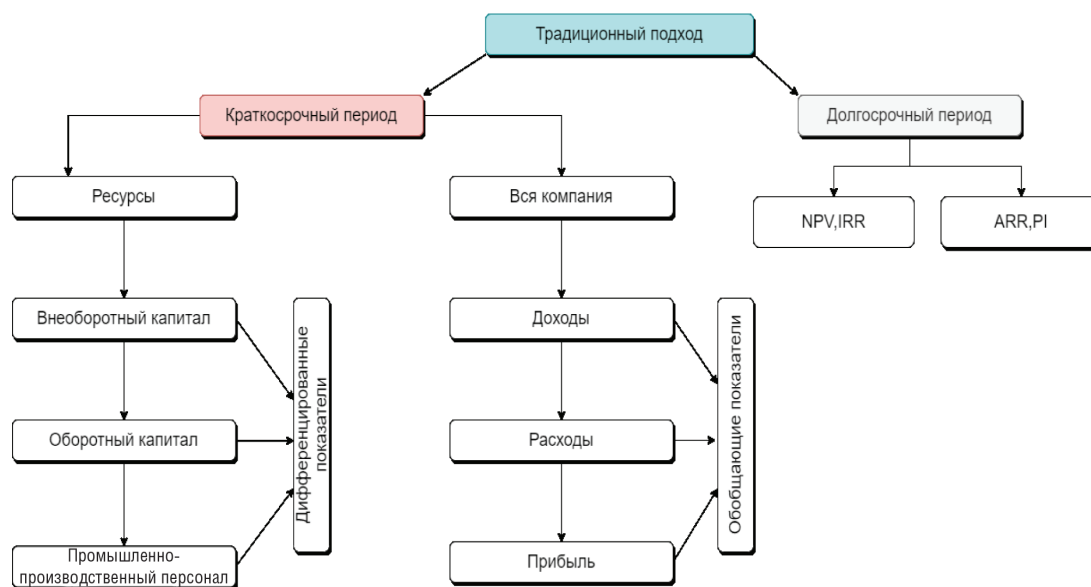 Традиционный подход
Краткосрочный период
Долгосрочный период
Ресурсы
Вся компания
NPV,IRR
ARR,PI
Внеоборотный капитал
Доходы
Оборотный капитал
Расходы
Промышленно-
производственный персонал
Прибыль
Дифференцированные
показатели
Обобщающие показатели